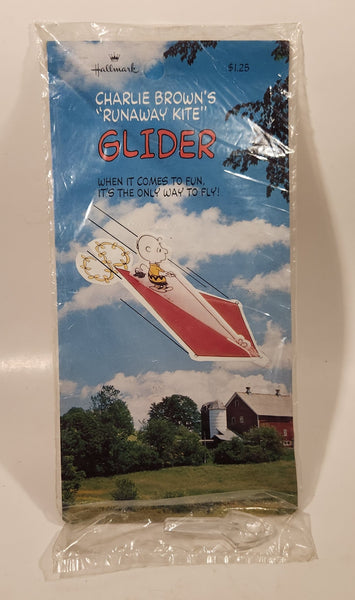 Hallmark
$1.25
CHARLIE BROWN'S
"RUNAWAY KITE"
GLIDER
WHEN IT COMES TO FUN,
IT'S THE ONLY WAY TO FLY!